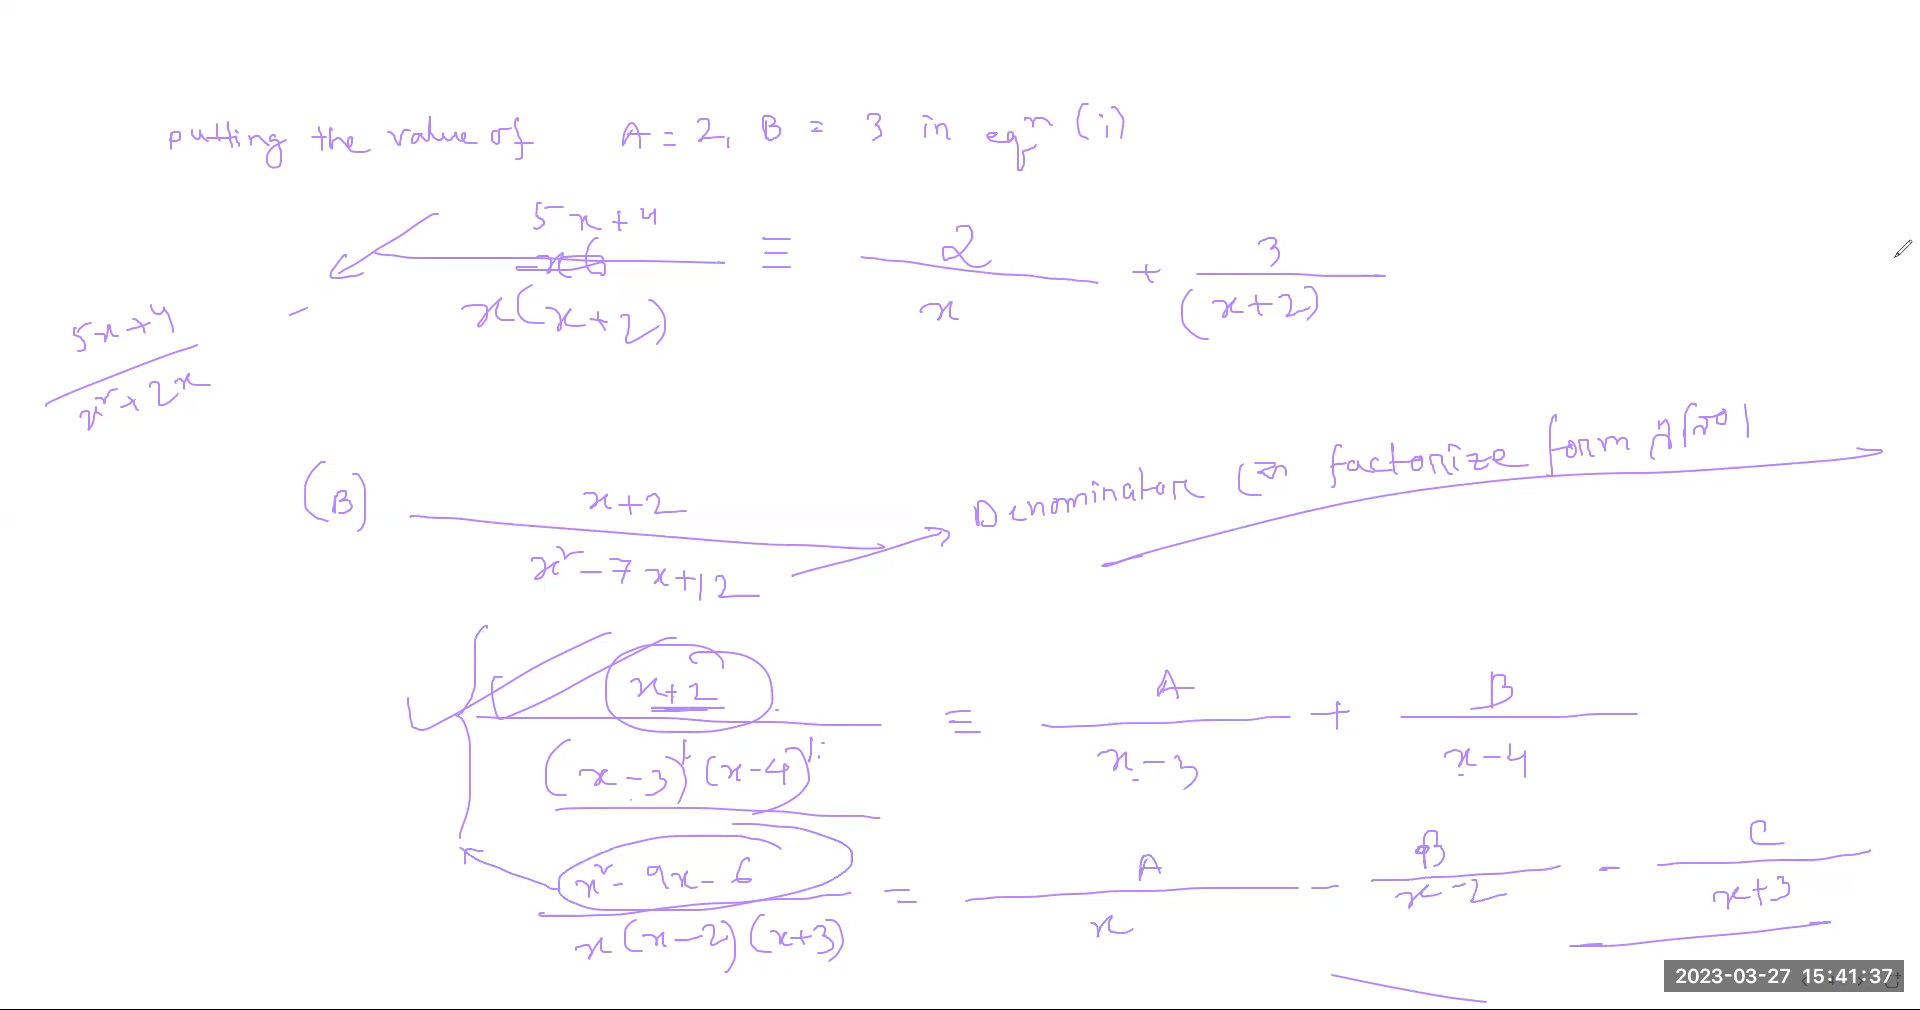 putting the value of A = 2, B = 3 in eqⁿ (i)
5x+4 / x(x+2) ≡ 2/x + 3/(x+2)
5x+4 / x²+2x
(B) x+2 / x²-7x+12 → Denominator কে factorize form
x+2 / (x-3)¹(x-4)¹ ≡ A/x-3 + B/x-4
x²-9x-6 / x(x-2)(x+3) = A/x - B/x-2 - C/x+3
2023-03-27 15:41:37